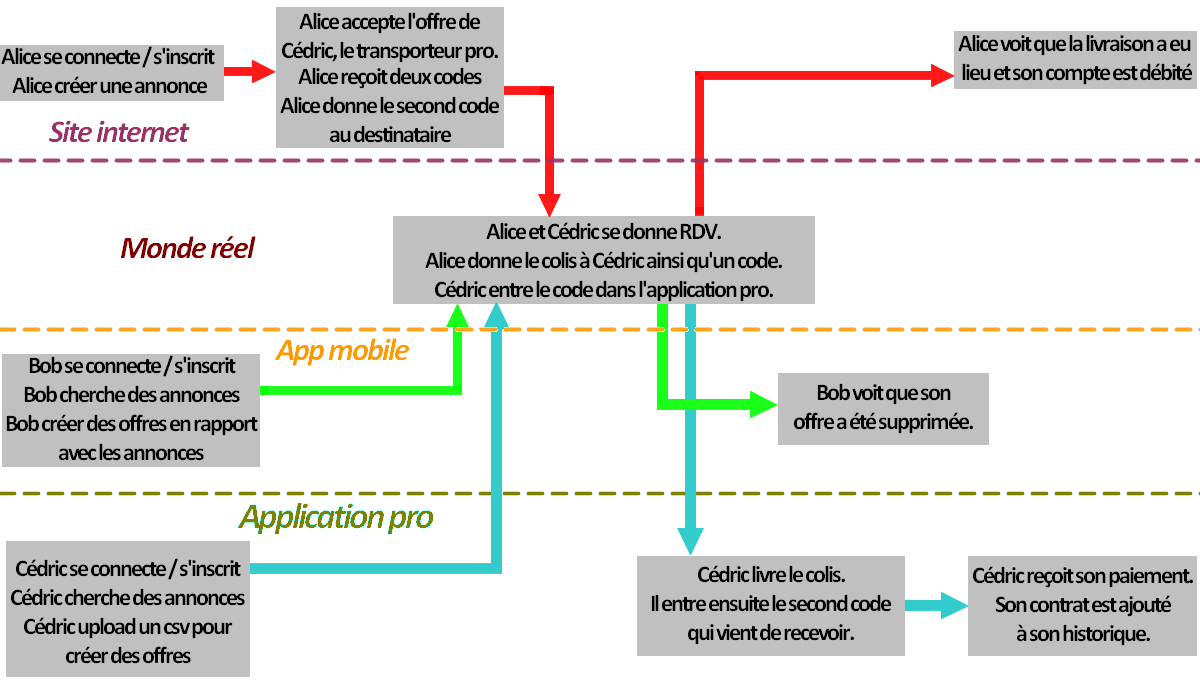 Alice se connecte / s'inscrit
Alice créer une annonce
Alice accepte l'offre de
Cédric, le transporteur pro.
Alice reçoit deux codes
Alice donne le second code
au destinataire
Alice voit que la livraison a eu
lieu et son compte est débité
Site internet
Monde réel
Alice et Cédric se donne RDV.
Alice donne le colis à Cédric ainsi qu'un code.
Cédric entre le code dans l'application pro.
App mobile
Bob se connecte / s'inscrit
Bob cherche des annonces
Bob créer des offres en rapport
avec les annonces
Bob voit que son
offre a été supprimée.
Application pro
Cédric se connecte / s'inscrit
Cédric cherche des annonces
Cédric upload un csv pour
créer des offres
Cédric livre le colis.
Il entre ensuite le second code
qui vient de recevoir.
Cédric reçoit son paiement.
Son contrat est ajouté
à son historique.